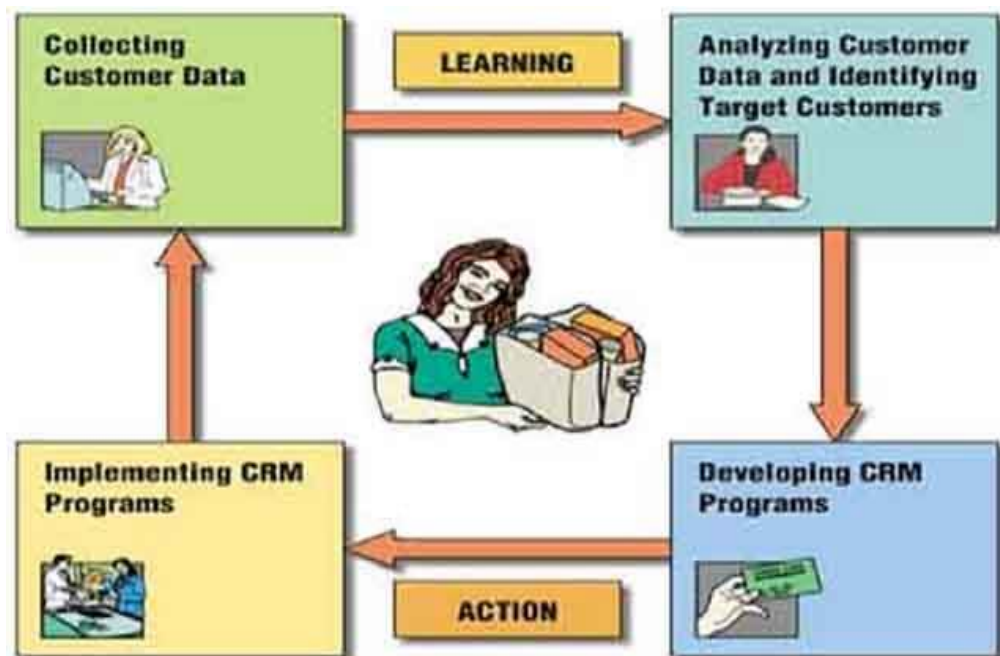 Collecting
Customer Data
LEARNING
Analyzing Customer
Data and Identifying
Target Customers
Implementing CRM
Programs
ACTION
Developing CRM
Programs